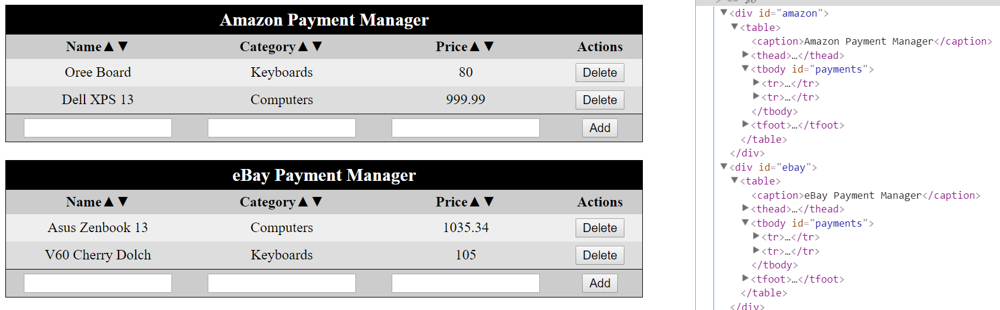 Amazon Payment Manager
Name▲▼ Category▲▼ Price▲▼ Actions
Oree Board Keyboards 80 Delete
Dell XPS 13 Computers 999.99 Delete
Add
eBay Payment Manager
Name▲▼ Category▲▼ Price▲▼ Actions
Asus Zenbook 13 Computers 1035.34 Delete
V60 Cherry Dolch Keyboards 105 Delete
Add
== $0
▼<div id="amazon">
▼<table>
<caption>Amazon Payment Manager</caption>
▶<thead>…</thead>
▼<tbody id="payments">
▶<tr>…</tr>
▶<tr>…</tr>
</tbody>
▶<tfoot>…</tfoot>
</table>
</div>
▼<div id="ebay">
▼<table>
<caption>eBay Payment Manager</caption>
▶<thead>…</thead>
▼<tbody id="payments">
▶<tr>…</tr>
▶<tr>…</tr>
</tbody>
▶<tfoot>…</tfoot>
</table>
</div>